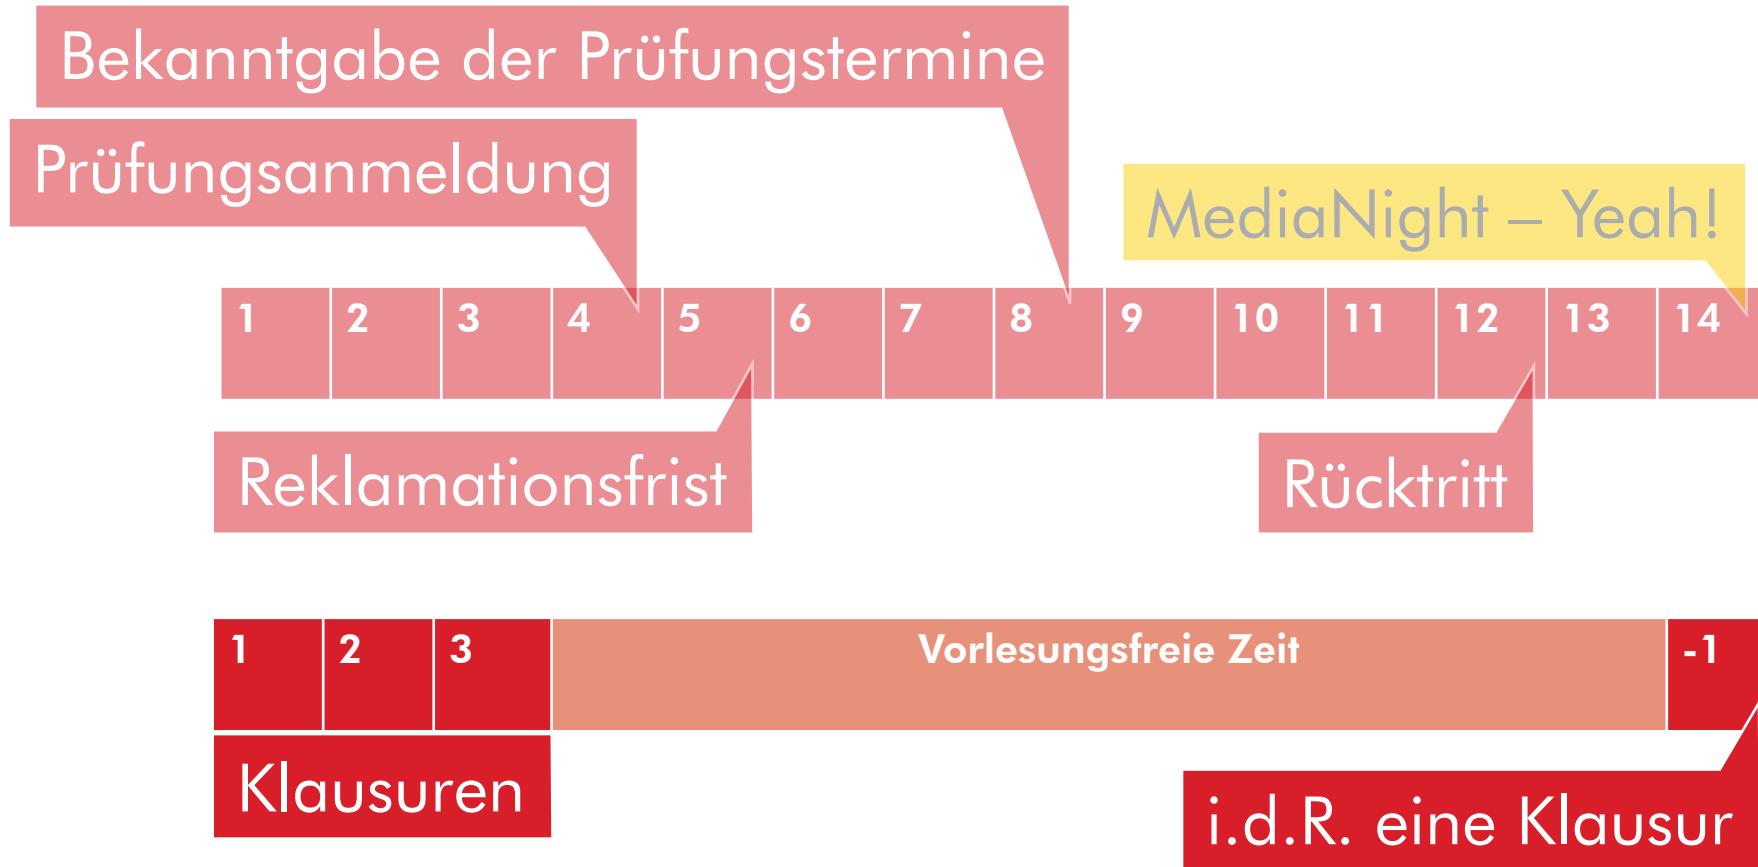 Bekanntgabe der Prüfungstermine
Prüfungsanmeldung
MediaNight – Yeah!
1 2 3 4 5 6 7 8 9 10 11 12 13 14
Reklamationsfrist
Rücktritt
1 2 3 Vorlesungsfreie Zeit -1
Klausuren
i.d.R. eine Klausur